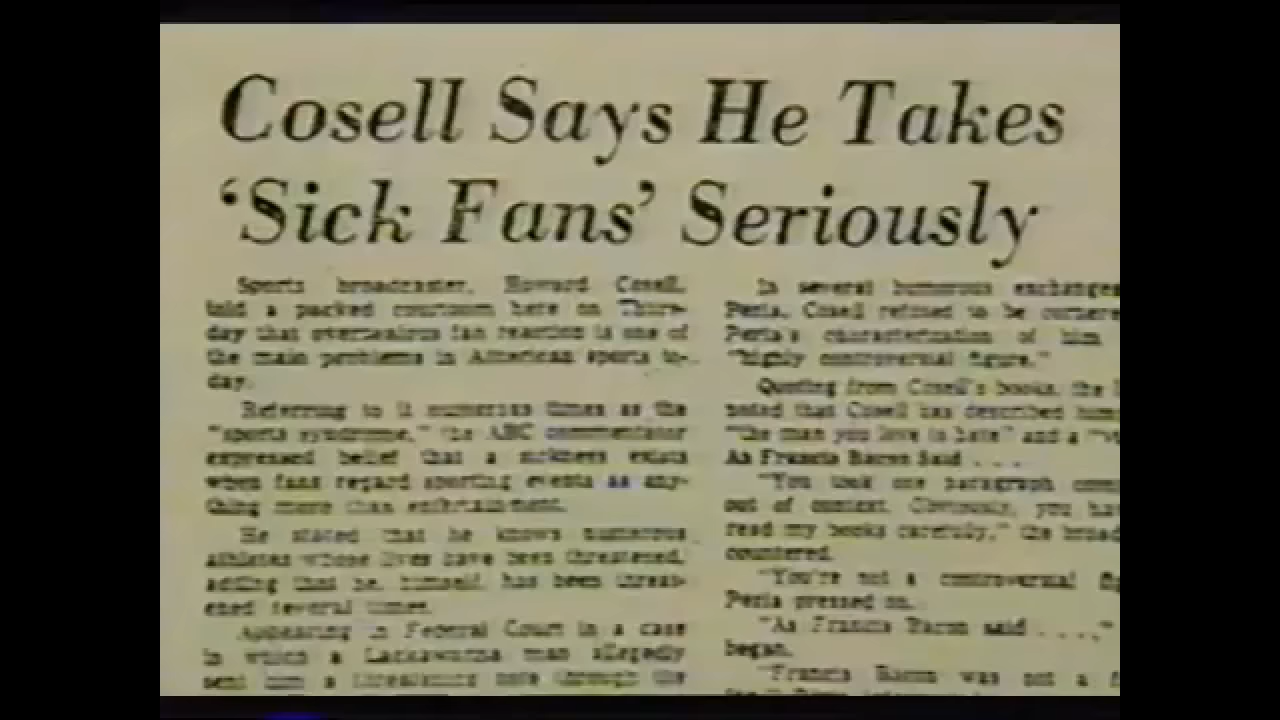 Cosell Says He Takes
‘Sick Fans’ Seriously
Sports broadcaster, Howard Cosell,
told a packed courtroom here on Thurs-
day that overzealous fan reaction is one of
the main problems in American sports to-
day.
Referring to it numerous times as the
"sports syndrome," the ABC commentator
expressed belief that a sickness exists
when fans regard sporting events as any-
thing more than entertainment.
He stated that he knows numerous
athletes whose lives have been threatened,
adding that he, himself, has been threat-
ened several times.
Appearing in Federal Court in a case
in which a Lackawanna man allegedly
sent him a threatening note through the
In several humorous exchanges
Perla, Cosell refused to be cornere
Perla's characterization of him
"highly controversial figure."
Quoting from Cosell's books, the
noted that Cosell has described hims
"the man you love to hate" and a
As Francis Bacon Said . . . .
"You took one paragraph comp
out of context. Obviously, you hav
read my books carefully," the broad
countered.
"You're not a controversial fig
Perla pressed on.
"As Francis Bacon said . . . .,"
began.
"Francis Bacon was not a f